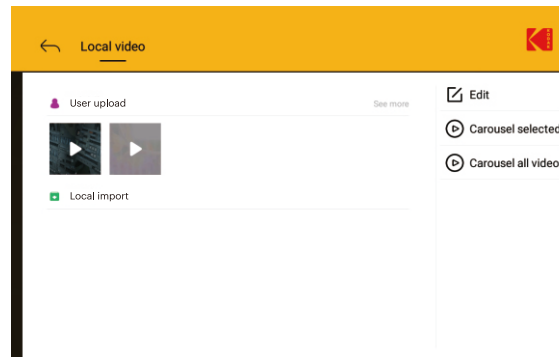 Local video
User upload
See more
Edit
Carousel selected
Carousel all video
Local import